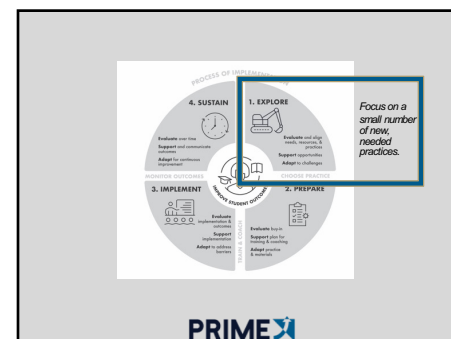 PROCESS OF IMPLEMENTATION
4. SUSTAIN
Evaluate over time
Support and communicate
outcomes
Adapt for continuous
improvement
1. EXPLORE
Evaluate and align
needs, resources, &
practices
Support opportunities
Adapt to challenges
Focus on a
small number
of new,
needed
practices.
MONITOR OUTCOMES
CHOOSE PRACTICE
IMPROVE STUDENT OUTCOMES
3. IMPLEMENT
Evaluate
implementation &
outcomes
Support
implementation
Adapt to address
barriers
2. PREPARE
Evaluate buy-in
Support plan for
training & coaching
Adapt practice
& materials
TRAIN & COACH
PRIME